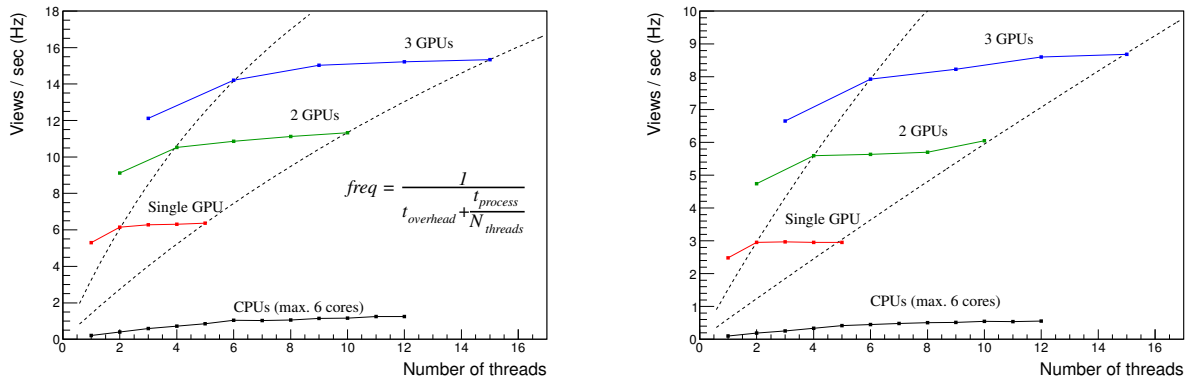 Views / sec (Hz)
18
16
14
12
10
8
6
4
2
0
0 2 4 6 8 10 12 14 16
Number of threads
3 GPUs
2 GPUs
Single GPU
CPUs (max. 6 cores)
freq = 1 / (t_overhead + t_process / N_threads)
Views / sec (Hz)
10
9
8
7
6
5
4
3
2
1
0
0 2 4 6 8 10 12 14 16
Number of threads
3 GPUs
2 GPUs
Single GPU
CPUs (max. 6 cores)